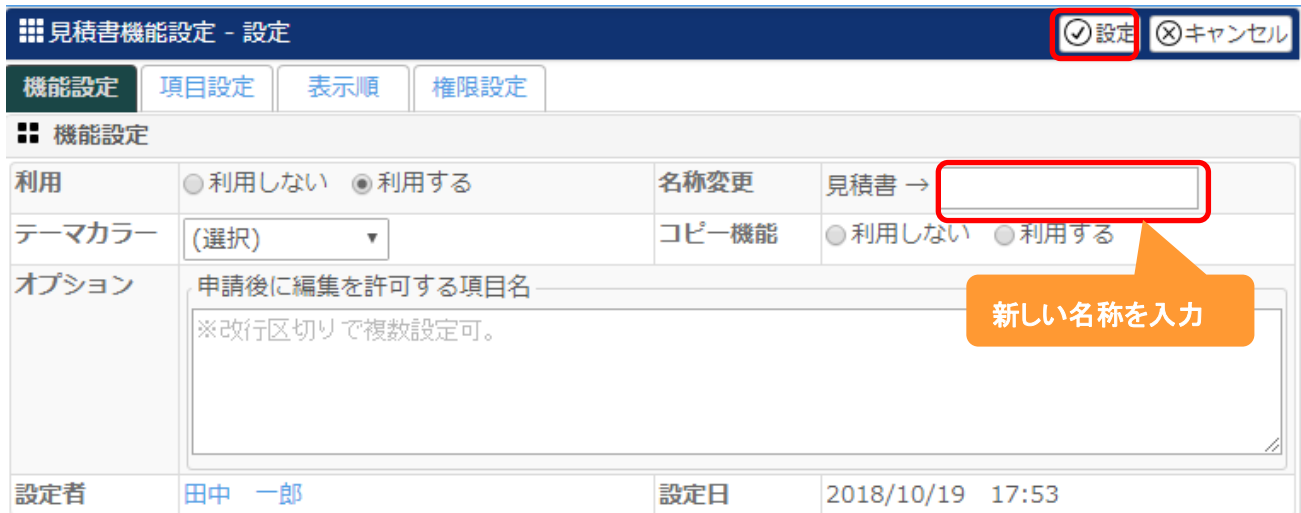 見積書機能設定 - 設定 設定 キャンセル
機能設定 項目設定 表示順 権限設定
機能設定
利用 利用しない 利用する 名称変更 見積書 →
テーマカラー (選択) コピー機能 利用しない 利用する
オプション 申請後に編集を許可する項目名
新しい名称を入力
※改行区切りで複数設定可。
設定者 田中 一郎 設定日 2018/10/19 17:53